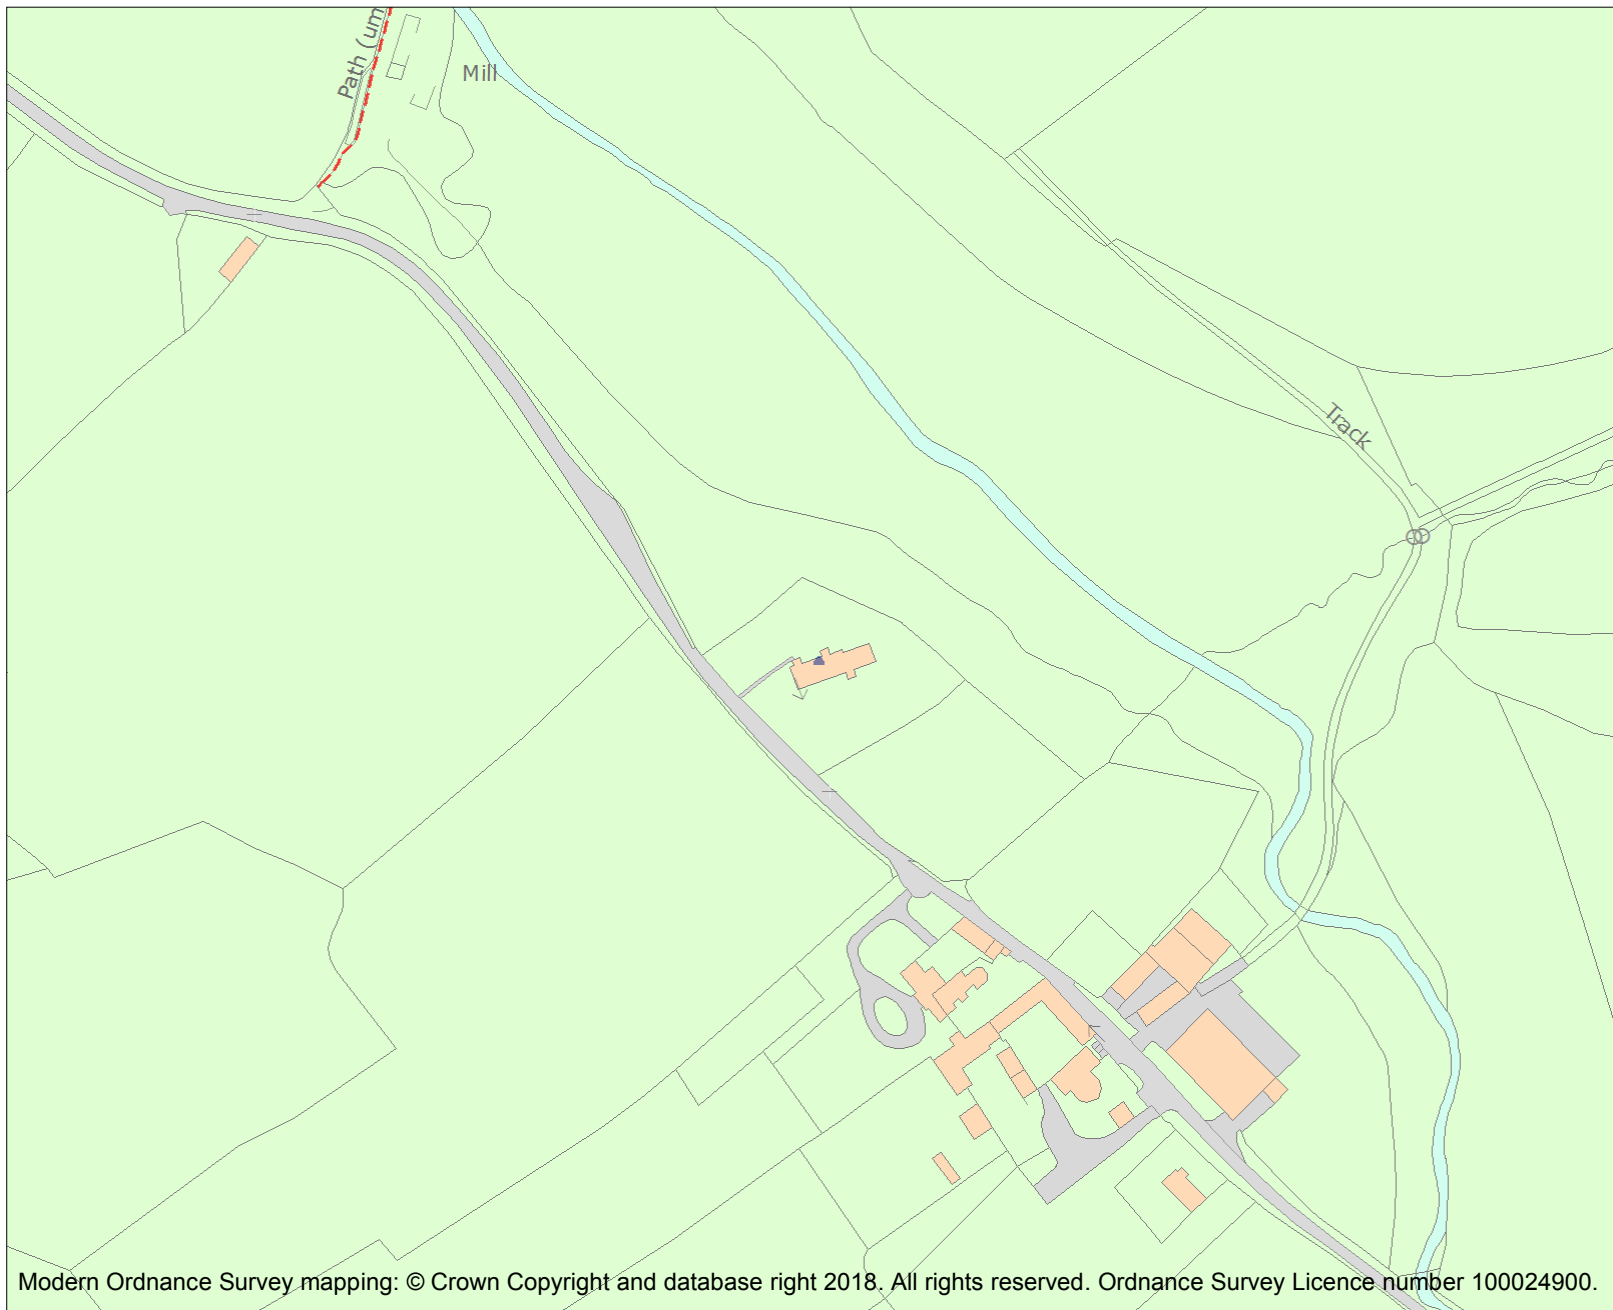 Path (um
Mill
Track
Modern Ordnance Survey mapping: © Crown Copyright and database right 2018. All rights reserved. Ordnance Survey Licence number 100024900.